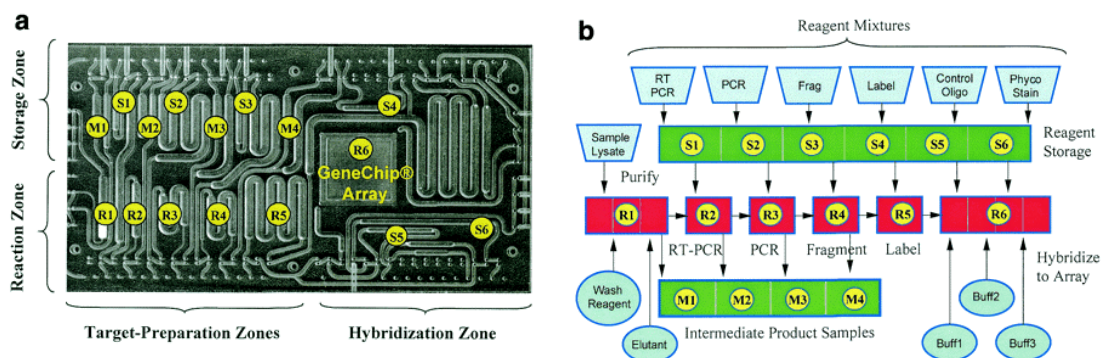 a
Storage Zone
Reaction Zone
S1
S2
S3
S4
M1
M2
M3
M4
R6
GeneChip®
Array
R1
R2
R3
R4
R5
S5
S6
Target-Preparation Zones
Hybridization Zone
b
Reagent Mixtures
RT
PCR
PCR
Frag
Label
Control
Oligo
Phyco
Stain
Sample
Lysate
S1
S2
S3
S4
S5
S6
Reagent
Storage
Purify
R1
R2
R3
R4
R5
R6
RT-PCR
PCR
Fragment
Label
Hybridize
to Array
Wash
Reagent
Elutant
M1
M2
M3
M4
Intermediate Product Samples
Buff1
Buff2
Buff3